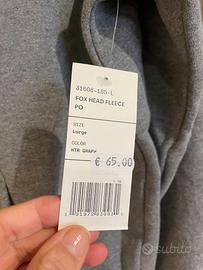 31608-185-L
FOX HEAD FLEECE
PO
SIZE
Large
COLOR
HTR GRAPH
€ 65.00
subito